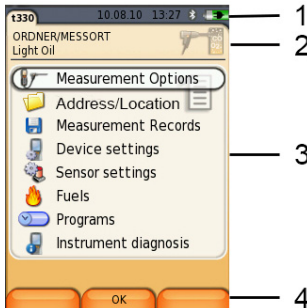 t330 10.08.10 13:27 1
ORDNER/MESSORT 2
Light Oil
Measurement Options
Address/Location
Measurement Records
Device settings 3
Sensor settings
Fuels
Programs
Instrument diagnosis
OK 4